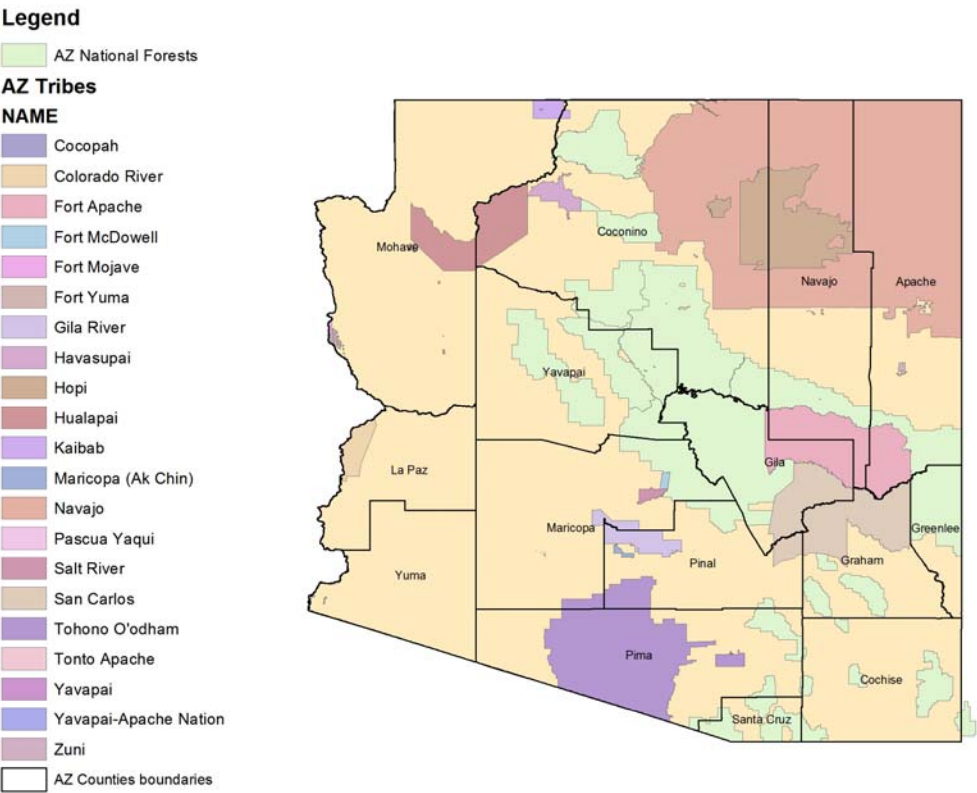 Legend
AZ National Forests
AZ Tribes
NAME
Cocopah
Colorado River
Fort Apache
Fort McDowell
Fort Mojave
Fort Yuma
Gila River
Havasupai
Hopi
Hualapai
Kaibab
Maricopa (Ak Chin)
Navajo
Pascua Yaqui
Salt River
San Carlos
Tohono O'odham
Tonto Apache
Yavapai
Yavapai-Apache Nation
Zuni
AZ Counties boundaries
Coconino
Mohave
Navajo
Apache
Yavapai
Gila
La Paz
Maricopa
Greenlee
Pinal
Graham
Yuma
Pima
Cochise
Santa Cruz